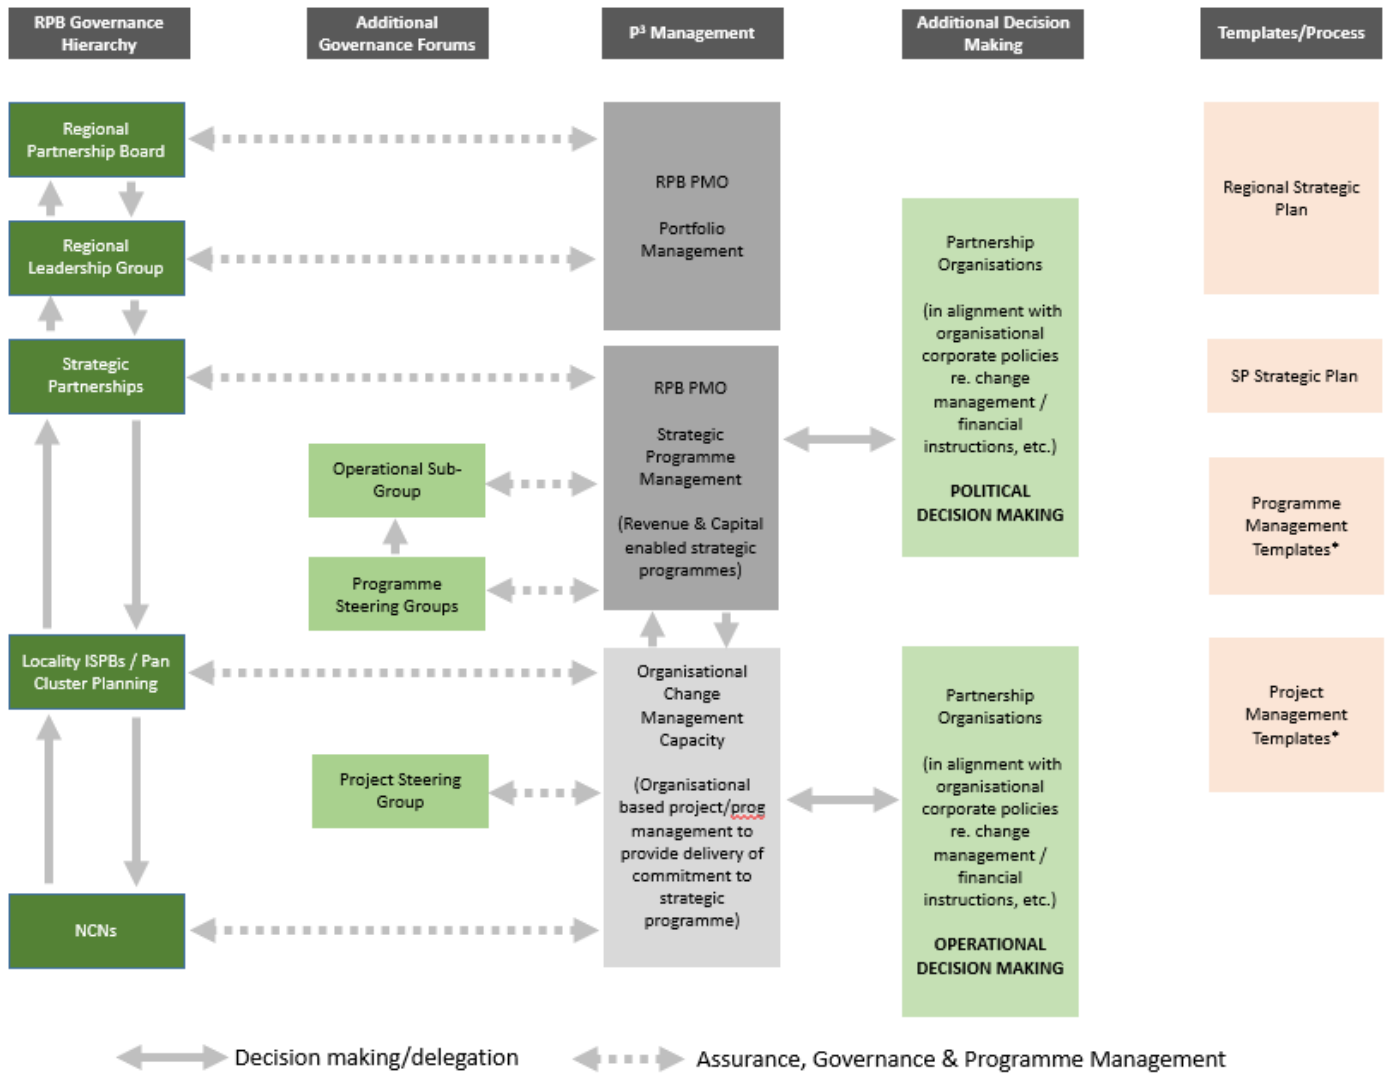 RPB Governance
Hierarchy
Additional
Governance Forums
P³ Management
Additional Decision
Making
Templates/Process
Regional
Partnership Board
Regional
Leadership Group
Strategic
Partnerships
Locality ISPBs / Pan
Cluster Planning
NCNs
Operational Sub-
Group
Programme
Steering Groups
Project Steering
Group
RPB PMO
Portfolio
Management
RPB PMO
Strategic
Programme
Management
(Revenue & Capital
enabled strategic
programmes)
Organisational
Change
Management
Capacity
(Organisational
based project/prog
management to
provide delivery of
commitment to
strategic
programme)
Partnership
Organisations
(in alignment with
organisational
corporate policies
re. change
management /
financial
instructions, etc.)
POLITICAL
DECISION MAKING
Partnership
Organisations
(in alignment with
organisational
corporate policies
re. change
management /
financial
instructions, etc.)
OPERATIONAL
DECISION MAKING
Regional Strategic
Plan
SP Strategic Plan
Programme
Management
Templates*
Project
Management
Templates*
Decision making/delegation
Assurance, Governance & Programme Management